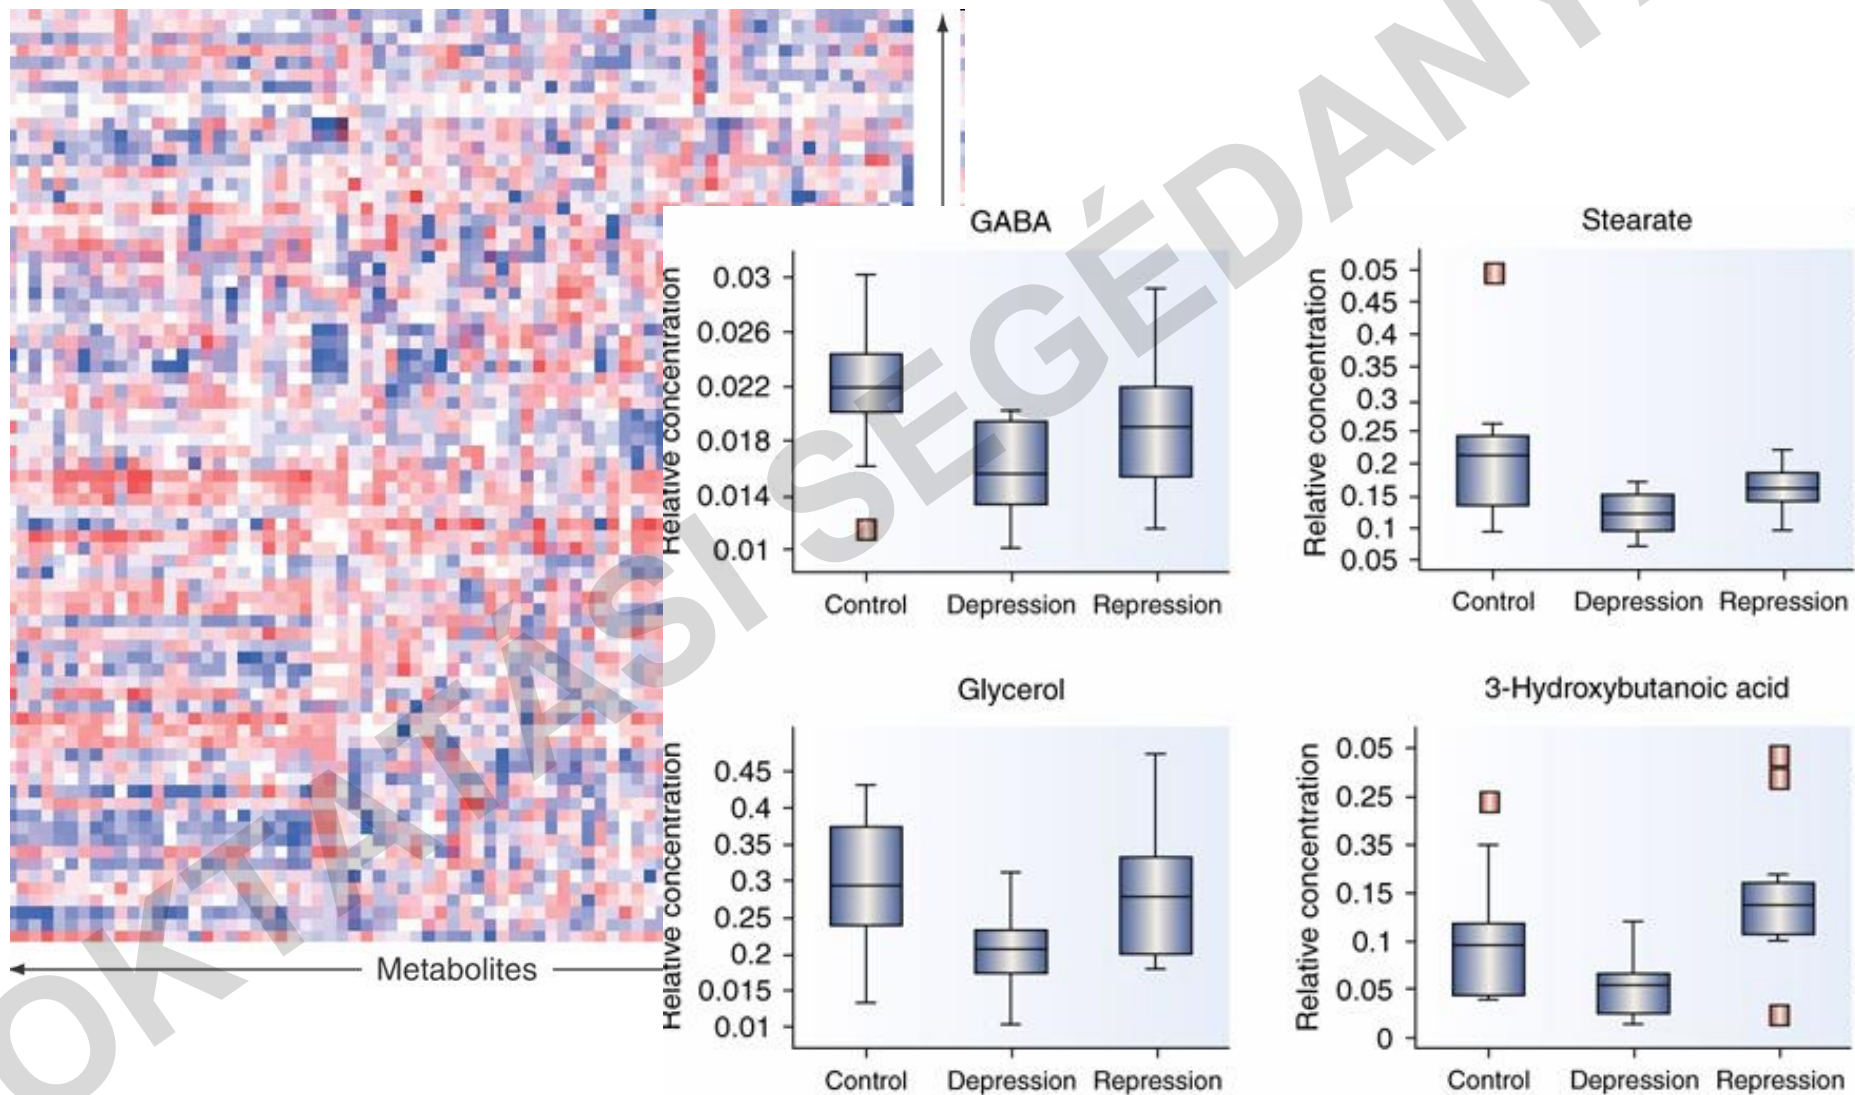 GABA
Relative concentration
0.03
0.026
0.022
0.018
0.014
0.01
Control
Depression
Repression
Stearate
Relative concentration
0.05
0.45
0.4
0.35
0.3
0.25
0.2
0.15
0.1
0.05
Control
Depression
Repression
Glycerol
Relative concentration
0.45
0.4
0.35
0.3
0.25
0.2
0.015
0.01
Control
Depression
Repression
3-Hydroxybutanoic acid
Relative concentration
0.05
0.25
0.35
0.15
0.1
0.05
0
Control
Depression
Repression
Metabolites
OKTATÁSI SEGÉDANY